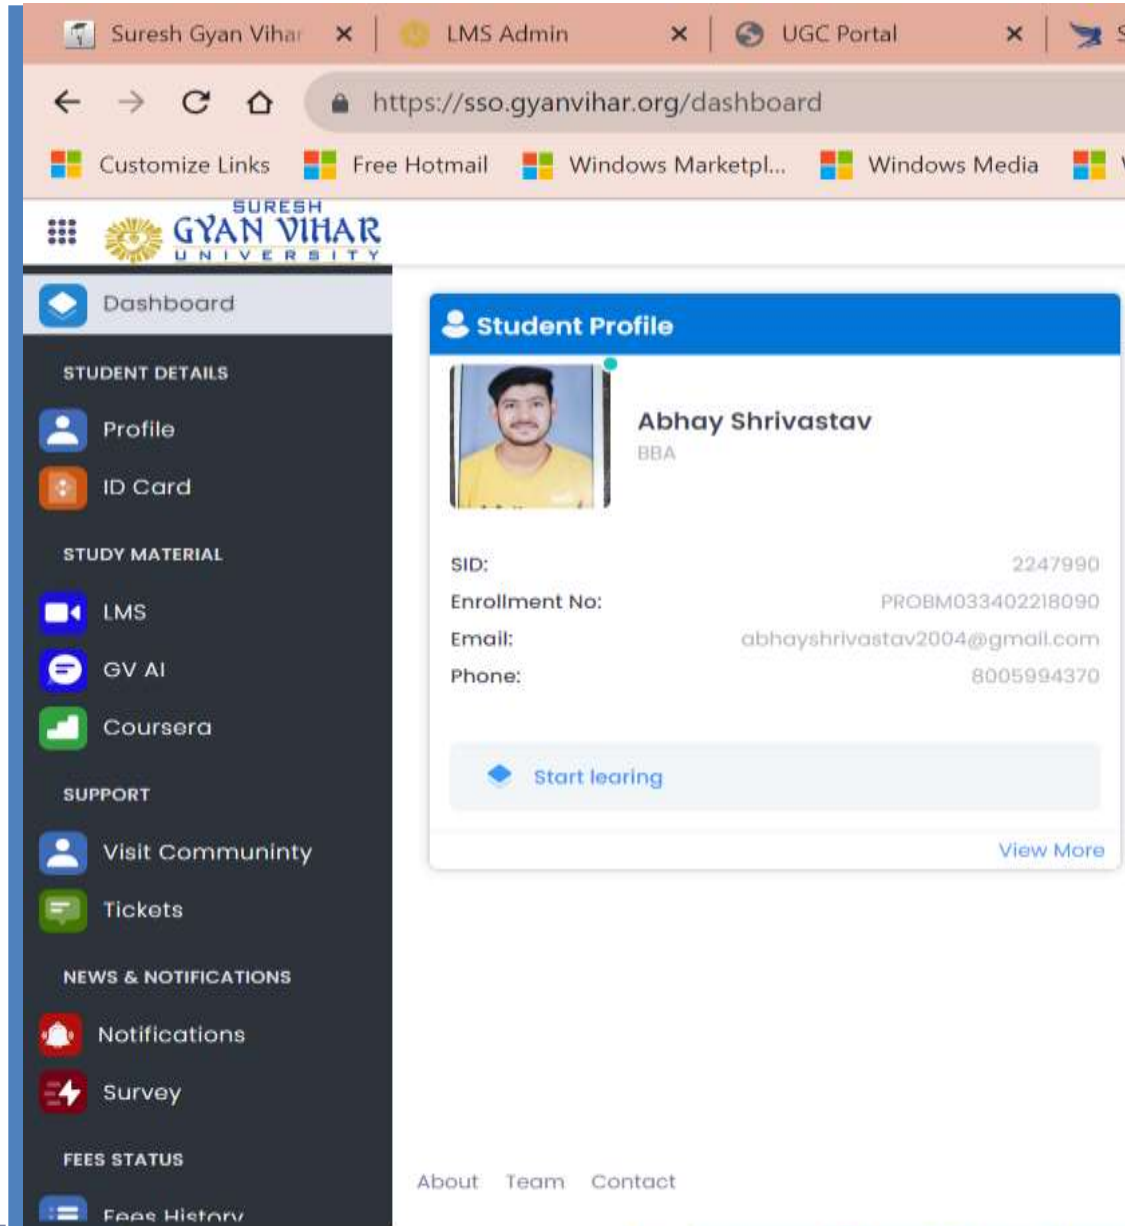 Suresh Gyan Vihar
LMS Admin
UGC Portal
https://sso.gyanvihar.org/dashboard
Customize Links
Free Hotmail
Windows Marketpl...
Windows Media
SURESH
GYAN VIHAR
UNIVERSITY
Dashboard
STUDENT DETAILS
Profile
ID Card
STUDY MATERIAL
LMS
GV AI
Coursera
SUPPORT
Visit Communinty
Tickets
NEWS & NOTIFICATIONS
Notifications
Survey
FEES STATUS
Fees History
Student Profile
Abhay Shrivastav
BBA
SID: 2247990
Enrollment No: PROBM033402218090
Email: abhayshrivastav2004@gmail.com
Phone: 8005994370
Start learing
View More
About Team Contact